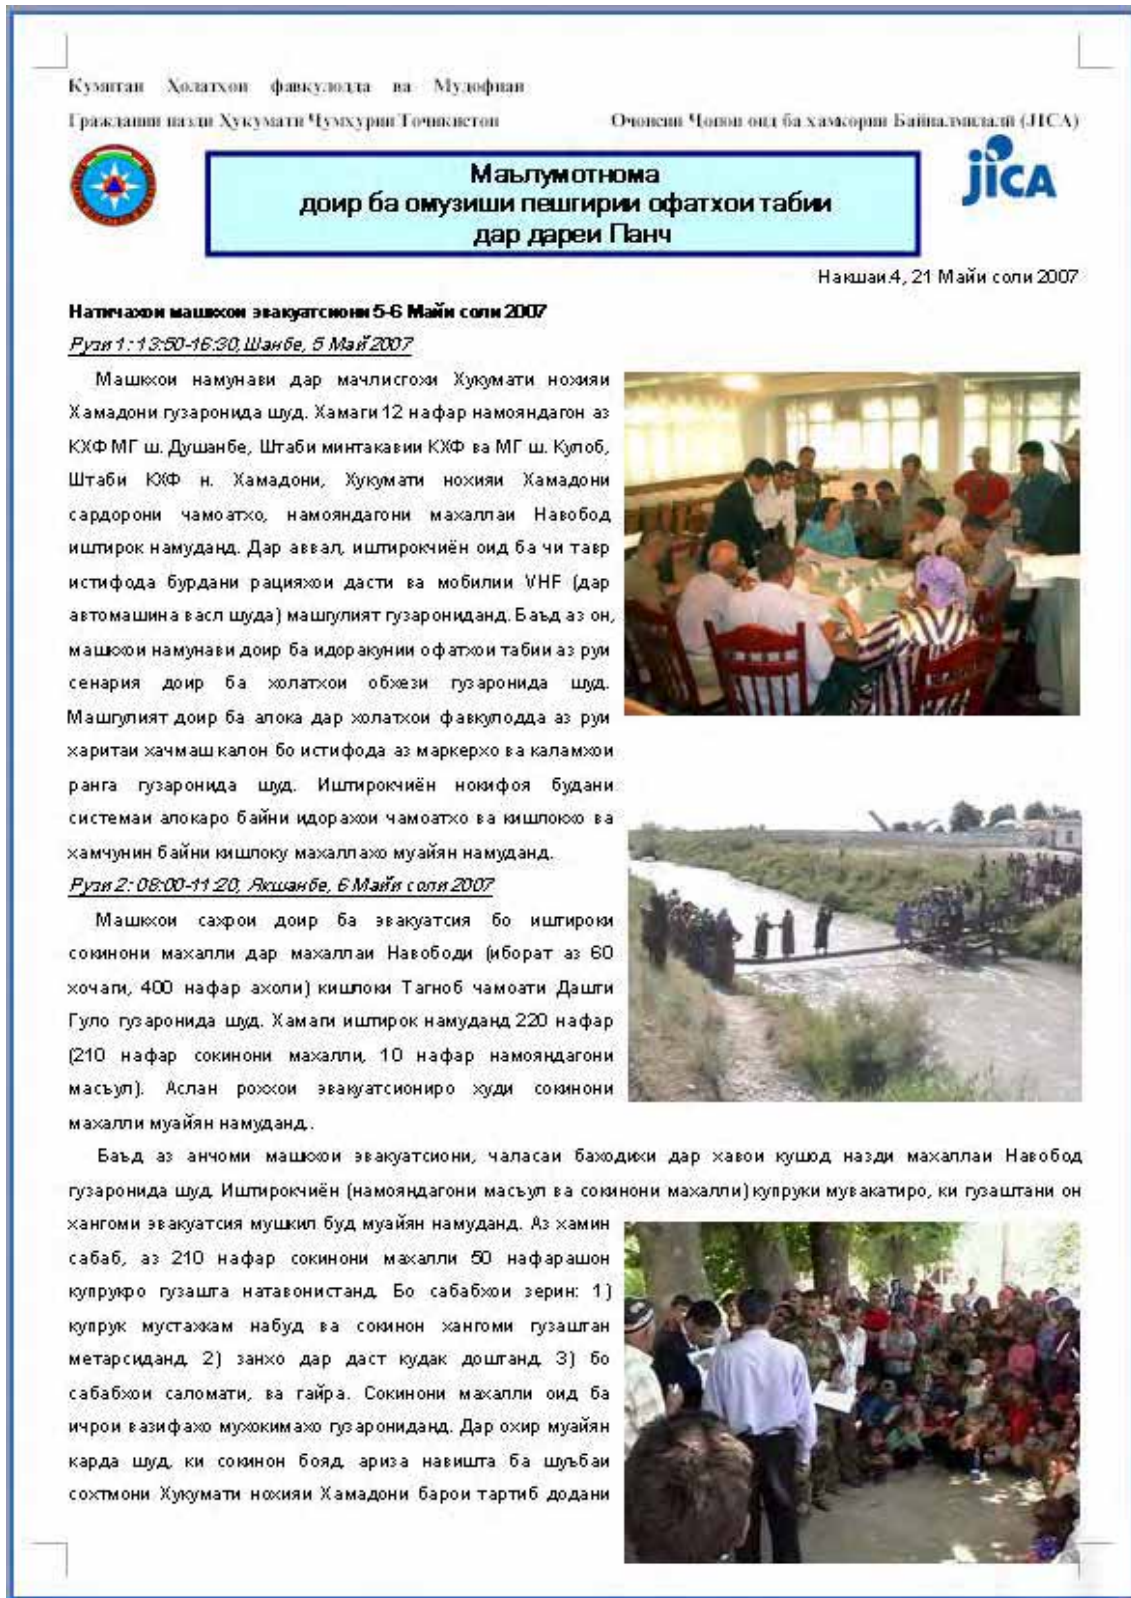 Кумитаи Ҳолатҳои фавқулодда ва Мудофиаи
Граждании назди Ҳукумати Ҷумҳурии Тоҷикистон
Оҷонсии Ҷопон оид ба хамкории Байналмилалӣ (JICA)
jica
Маълумотнома
доир ба омузиши пешгирии офатхои табии
дар дареи Панч
Накшаи.4, 21 Майи соли 2007
Натичахои машкхои эвакуатсиони 5-6 Майи соли 2007
Рузи 1: 13:50-16:30, Шанбе, 5 Май 2007
Машкхои намунави дар мачлисгохи Хукумати нохияи
Хамадони гузаронида шуд. Хамаги 12 нафар намояндагон аз
КХФ МГ ш. Душанбе, Штаби минтакавии КХФ ва МГ ш. Кулоб,
Штаби КХФ н. Хамадони, Хукумати нохияи Хамадони
сардорони чамоатхо, намояндагони махаллаи Навобод
иштирок намуданд. Дар аввал, иштирокчиён оид ба чи тавр
истифода бурдани рацияхои дасти ва мобилии VHF (дар
автомашина васл шуда) машгулият гузарониданд. Баъд аз он,
машкхои намунави доир ба идоракунии офатхои табии аз руи
сенария доир ба холатхои обхези гузаронида шуд.
Машгулият доир ба алока дар холатхои фавкулодда аз руи
харитаи хачмаш калон бо истифода аз маркерхо ва каламхои
ранга гузаронида шуд. Иштирокчиён нокифоя будани
системаи алокаро байни идорахои чамоатхо ва кишлокхо ва
хамчунин байни кишлоку махаллахо муайян намуданд.
Рузи 2: 08:00-11:20, Якшанбе, 6 Майи соли 2007
Машкхои сахрои доир ба эвакуатсия бо иштироки
сокинони махалли дар махаллаи Навободи (иборат аз 60
хочаги, 400 нафар ахоли) кишлоки Тагноб чамоати Дашти
Гуло гузаронида шуд. Хамаги иштирок намуданд 220 нафар
(210 нафар сокинони махалли, 10 нафар намояндагони
масъул). Аслан роххои эвакуатсиониро худи сокинони
махалли муайян намуданд..
Баъд аз анчоми машкхои эвакуатсиони, чаласаи баходихи дар хавои кушод назди махаллаи Навобод
гузаронида шуд. Иштирокчиён (намояндагони масъул ва сокинони махалли) купруки мувакатиро, ки гузаштани он
хангоми эвакуатсия мушкил буд муайян намуданд. Аз хамин
сабаб, аз 210 нафар сокинони махалли 50 нафарашон
купрукро гузашта натавонистанд. Бо сабабхои зерин: 1)
купрук мустахкам набуд ва сокинон хангоми гузаштан
метарсиданд. 2) занхо дар даст кудак доштанд. 3) бо
сабабхои саломати, ва гайра. Сокинони махалли оид ба
ичрои вазифахо мухокимахо гузарониданд. Дар охир муайян
карда шуд, ки сокинон бояд ариза навишта ба шуъбаи
сохтмони Хукумати нохияи Хамадони барои тартиб додани